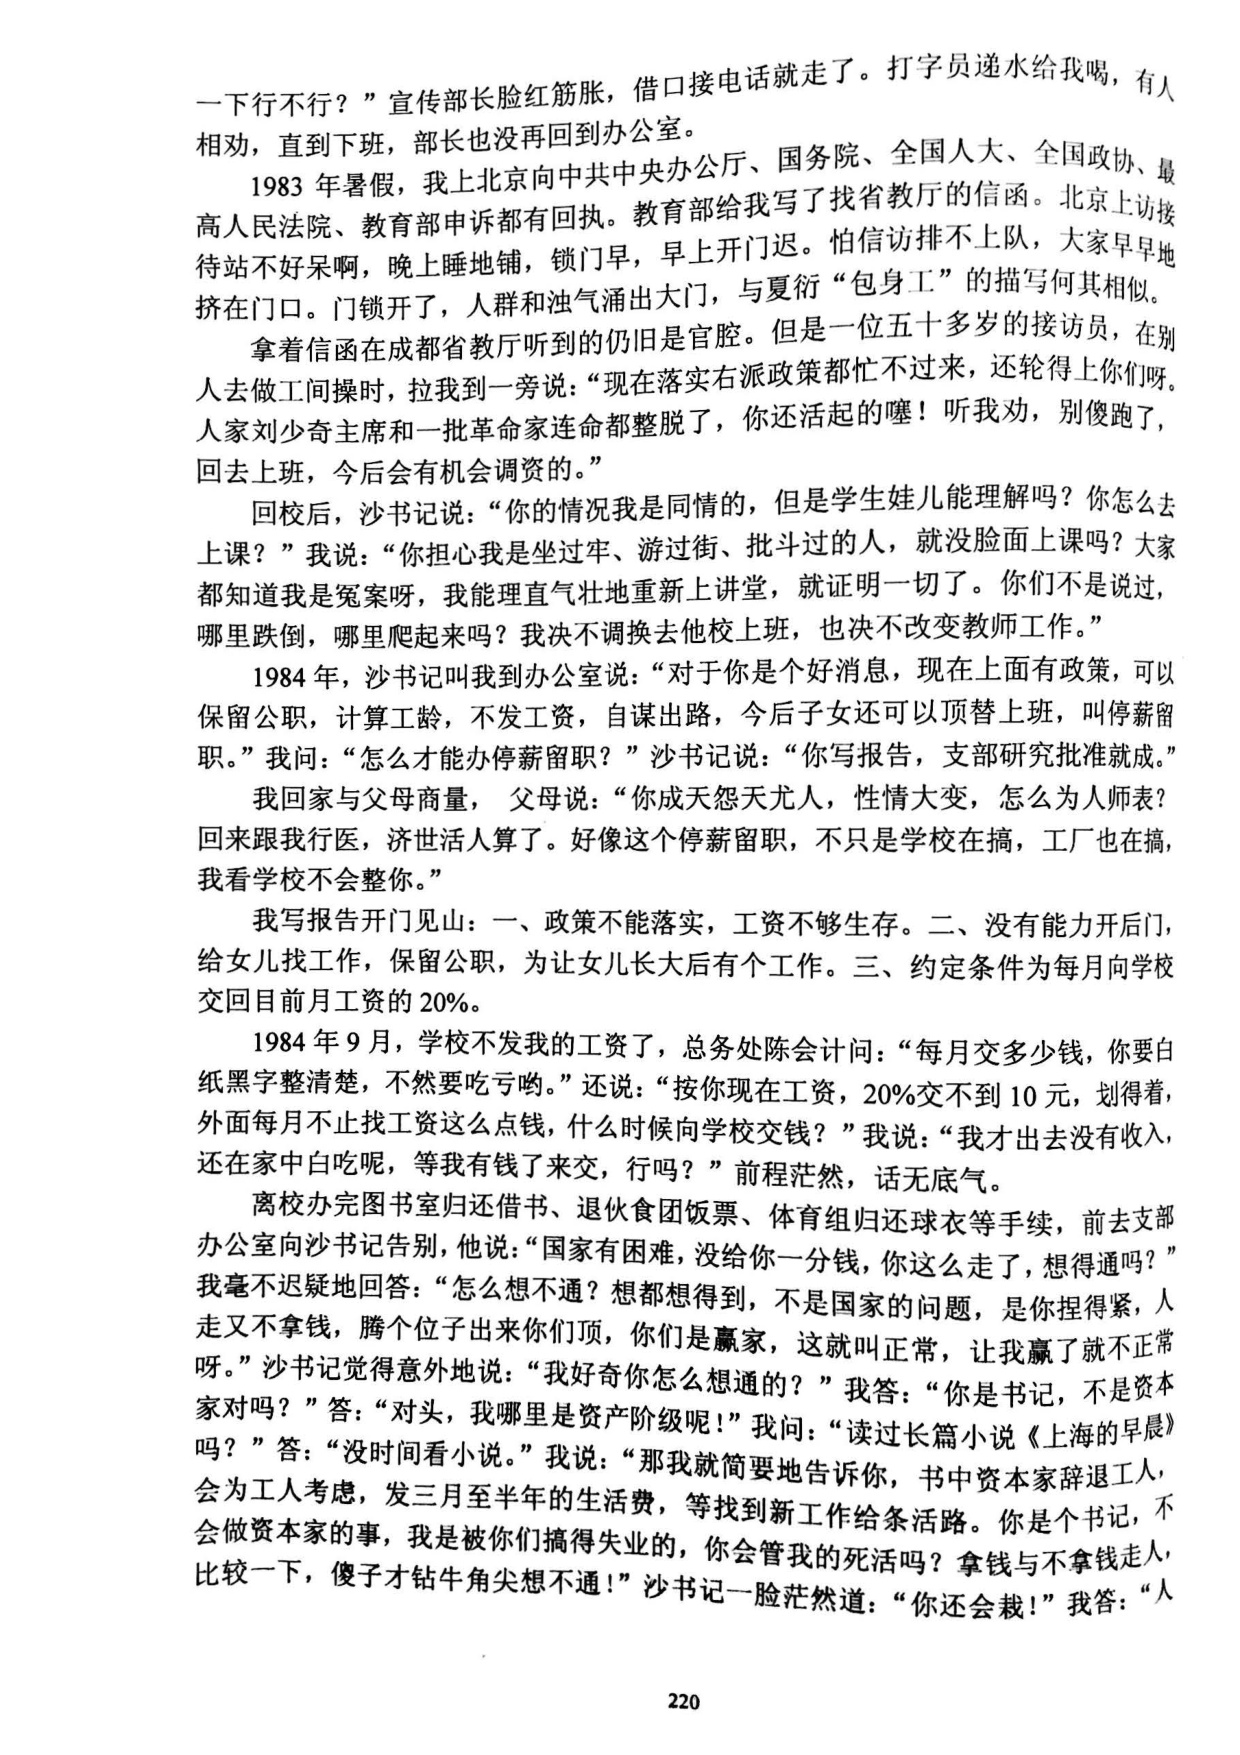 一下行不行？”宣传部长脸红筋胀，借口接电话就走了。打字员递水给我喝，有人
相劝，直到下班，部长也没再回到办公室。
1983 年暑假，我上北京向中共中央办公厅、国务院、全国人大、全国政协、最
高人民法院、教育部申诉都有回执。教育部给我写了找省教厅的信函。北京上访接
待站不好呆啊，晚上睡地铺，锁门早，早上开门迟。怕信访排不上队，大家早早地
挤在门口。门锁开了，人群和浊气涌出大门，与夏衍“包身工”的描写何其相似。
拿着信函在成都省教厅听到的仍旧是官腔。但是一位五十多岁的接访员，在别
人去做工间操时，拉我到一旁说：“现在落实右派政策都忙不过来，还轮得上你们呀。
人家刘少奇主席和一批革命家连命都整脱了，你还活起的噻！听我劝，别傻跑了，
回去上班，今后会有机会调资的。”
回校后，沙书记说：“你的情况我是同情的，但是学生娃儿能理解吗？你怎么去
上课？”我说：“你担心我是坐过牢、游过街、批斗过的人，就没脸面上课吗？大家
都知道我是冤案呀，我能理直气壮地重新上讲堂，就证明一切了。你们不是说过，
哪里跌倒，哪里爬起来吗？我决不调换去他校上班，也决不改变教师工作。”
1984 年，沙书记叫我到办公室说：“对于你是个好消息，现在上面有政策，可以
保留公职，计算工龄，不发工资，自谋出路，今后子女还可以顶替上班，叫停薪留
职。”我问：“怎么才能办停薪留职？”沙书记说：“你写报告，支部研究批准就成。”
我回家与父母商量， 父母说：“你成天怨天尤人，性情大变，怎么为人师表？
回来跟我行医，济世活人算了。好像这个停薪留职，不只是学校在搞，工厂也在搞，
我看学校不会整你。”
我写报告开门见山：一、政策不能落实，工资不够生存。二、没有能力开后门，
给女儿找工作，保留公职，为让女儿长大后有个工作。三、约定条件为每月向学校
交回目前月工资的 20%。
1984 年 9 月，学校不发我的工资了，总务处陈会计问：“每月交多少钱，你要白
纸黑字整清楚，不然要吃亏哟。”还说：“按你现在工资，20%交不到 10 元，划得着，
外面每月不止找工资这么点钱，什么时候向学校交钱？”我说：“我才出去没有收入，
还在家中白吃呢，等我有钱了来交，行吗？”前程茫然，话无底气。
离校办完图书室归还借书、退伙食团饭票、体育组归还球衣等手续，前去支部
办公室向沙书记告别，他说：“国家有困难，没给你一分钱，你这么走了，想得通吗？”
我毫不迟疑地回答：“怎么想不通？想都想得到，不是国家的问题，是你捏得紧，人
走又不拿钱，腾个位子出来你们顶，你们是赢家，这就叫正常，让我赢了就不正常
呀。”沙书记觉得意外地说：“我好奇你怎么想通的？”我答：“你是书记，不是资本
家对吗？”答：“对头，我哪里是资产阶级呢！”我问：“读过长篇小说《上海的早晨》
吗？”答：“没时间看小说。”我说：“那我就简要地告诉你，书中资本家辞退工人，
会为工人考虑，发三月至半年的生活费，等找到新工作给条活路。你是个书记，不
会做资本家的事，我是被你们搞得失业的，你会管我的死活吗？拿钱与不拿钱走人，
比较一下，傻子才钻牛角尖想不通！”沙书记一脸茫然道：“你还会栽！”我答：“人
220